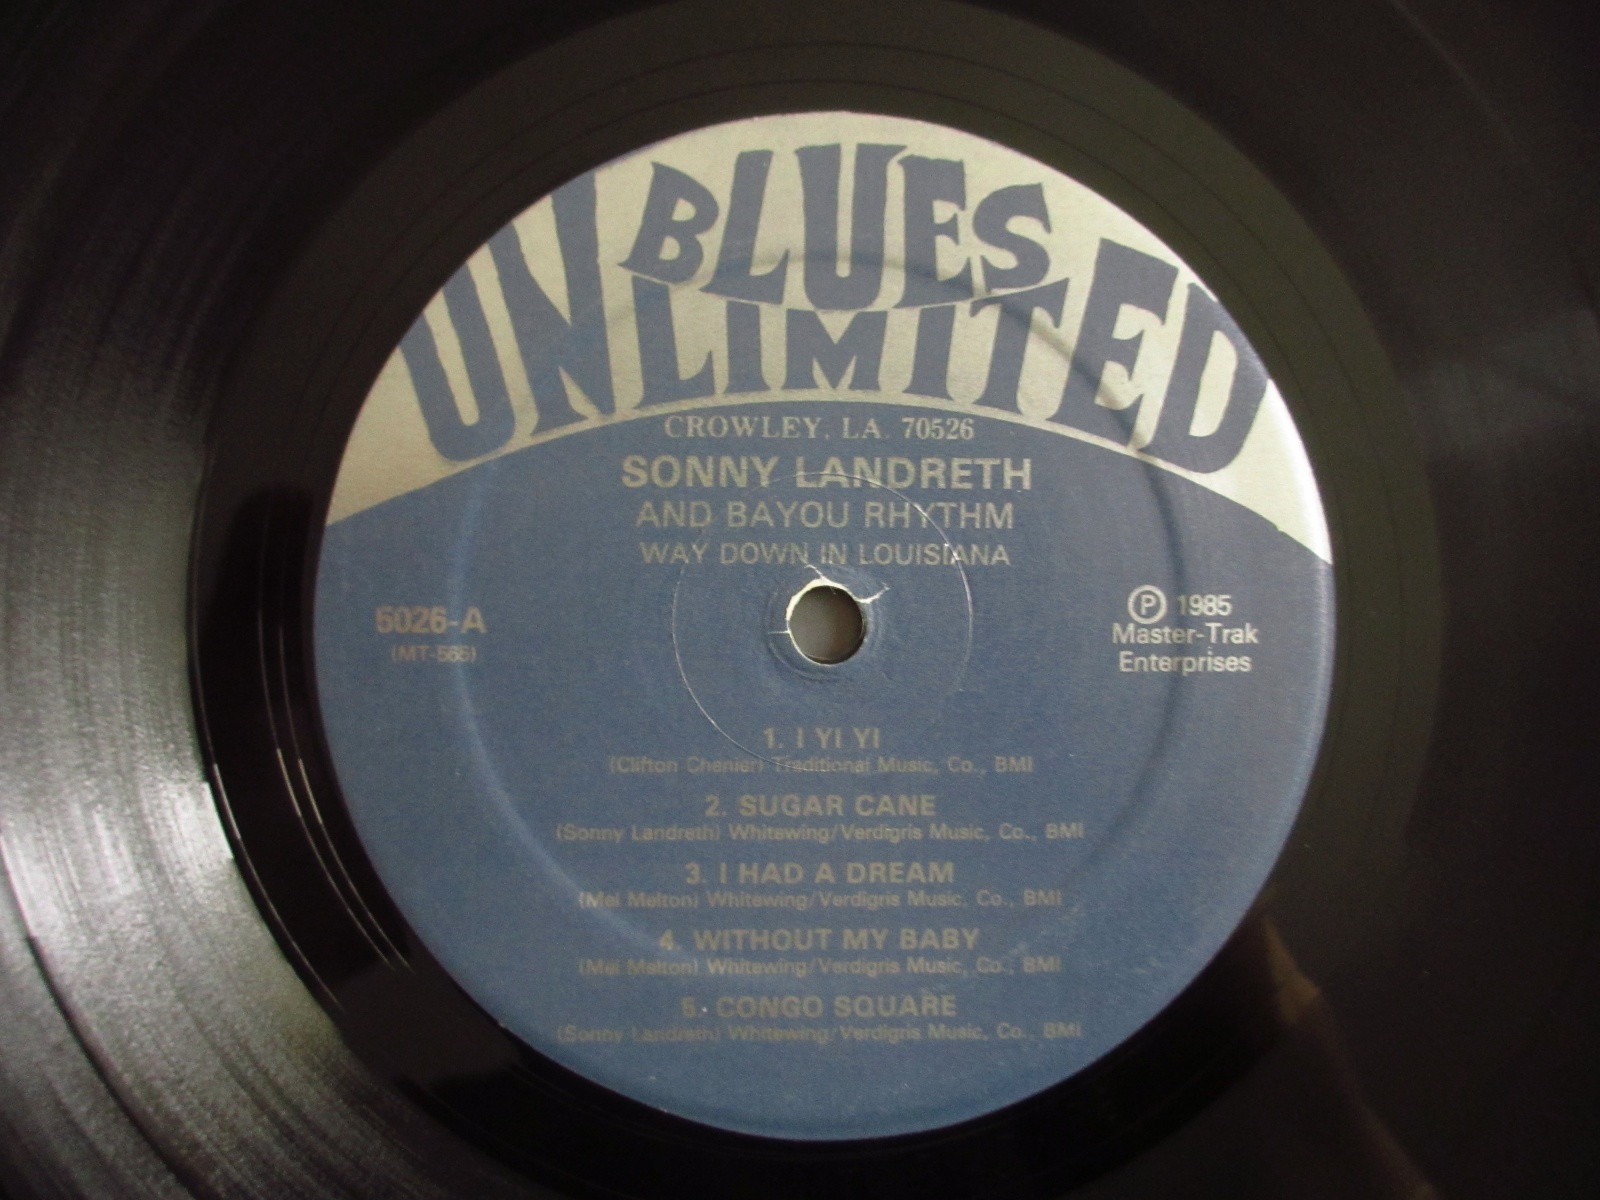 BLUES
UNLIMITED
CROWLEY, LA. 70526
SONNY LANDRETH
AND BAYOU RHYTHM
WAY DOWN IN LOUISIANA
5026-A
(MT-565)
Ⓟ 1985
Master-Trak
Enterprises
1. I YI YI
(Clifton Chenier) Traditional Music, Co., BMI
2. SUGAR CANE
(Sonny Landreth) Whitewing/Verdigris Music, Co., BMI
3. I HAD A DREAM
(Mel Melton) Whitewing/Verdigris Music, Co., BMI
4. WITHOUT MY BABY
(Mel Melton) Whitewing/Verdigris Music, Co., BMI
5. CONGO SQUARE
(Sonny Landreth) Whitewing/Verdigris Music, Co., BMI